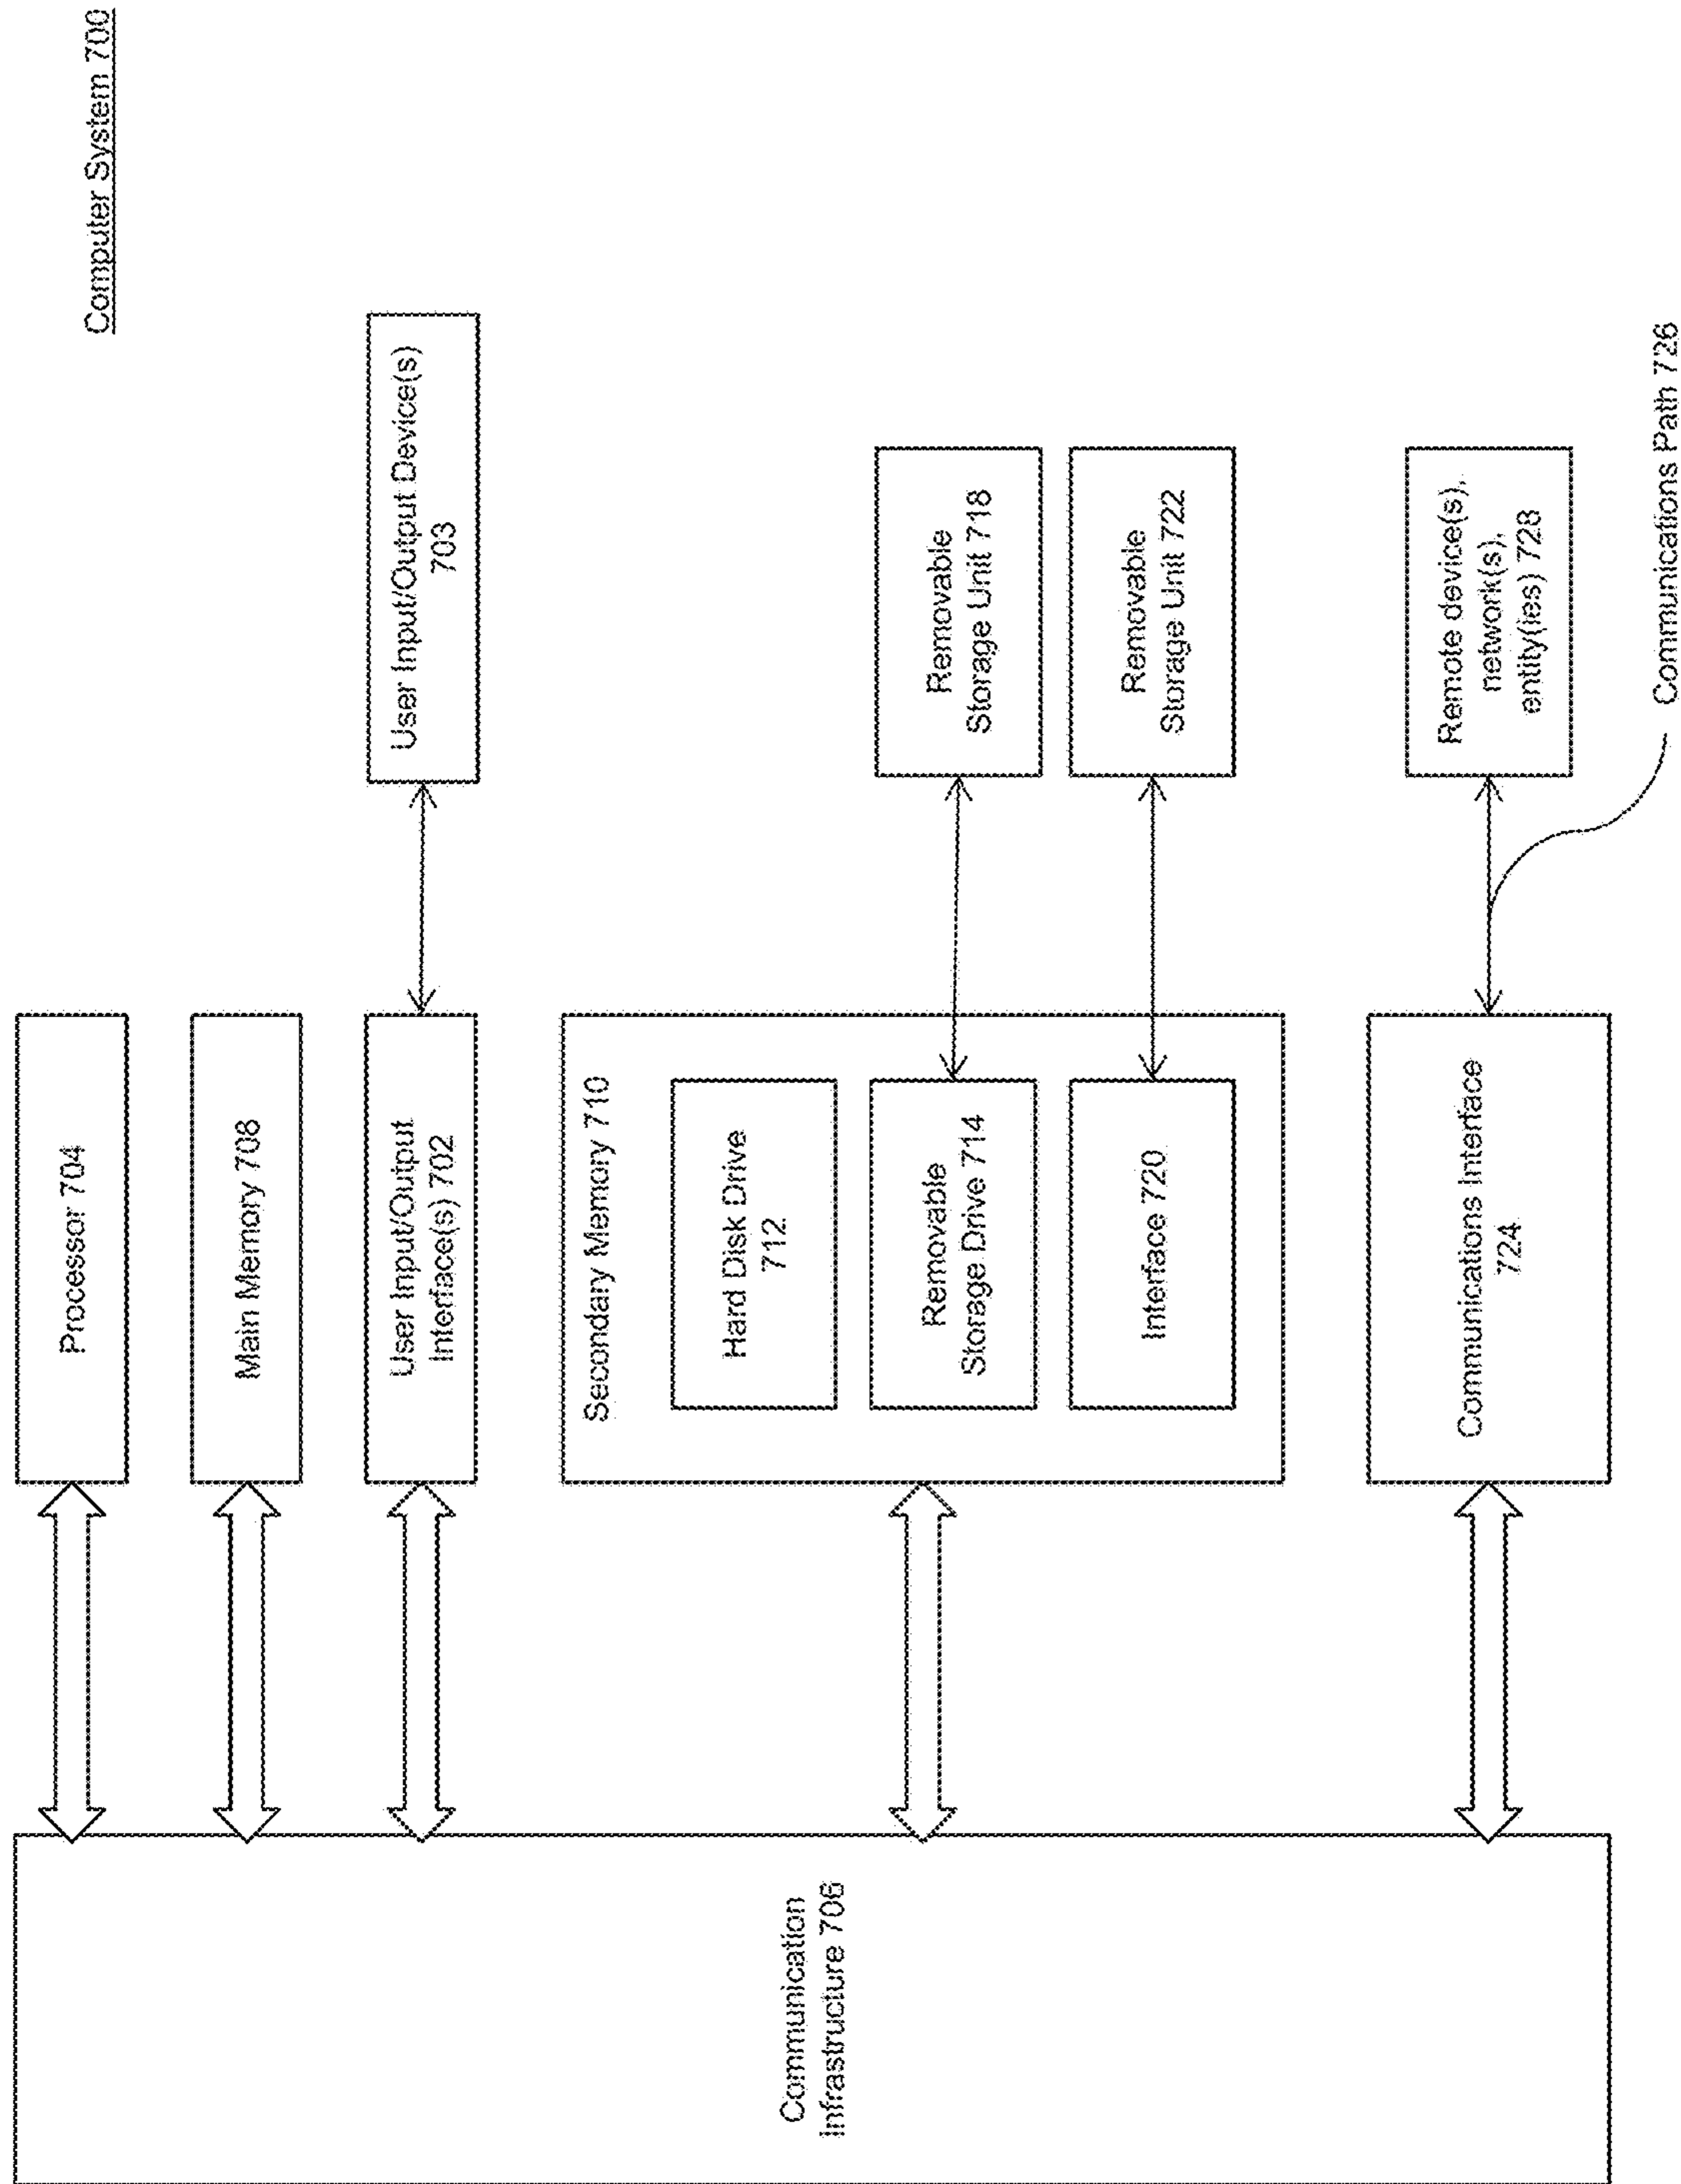 Computer System 700
Processor 704
Main Memory 708
User Input/Output
Interface(s) 702
User Input/Output Device(s)
703
Secondary Memory 710
Hard Disk Drive
712
Removable
Storage Drive 714
Removable
Storage Unit 718
Interface 720
Removable
Storage Unit 722
Communications Interface
724
Remote device(s),
network(s),
entity(ies) 728
Communications Path 726
Communication
Infrastructure 706